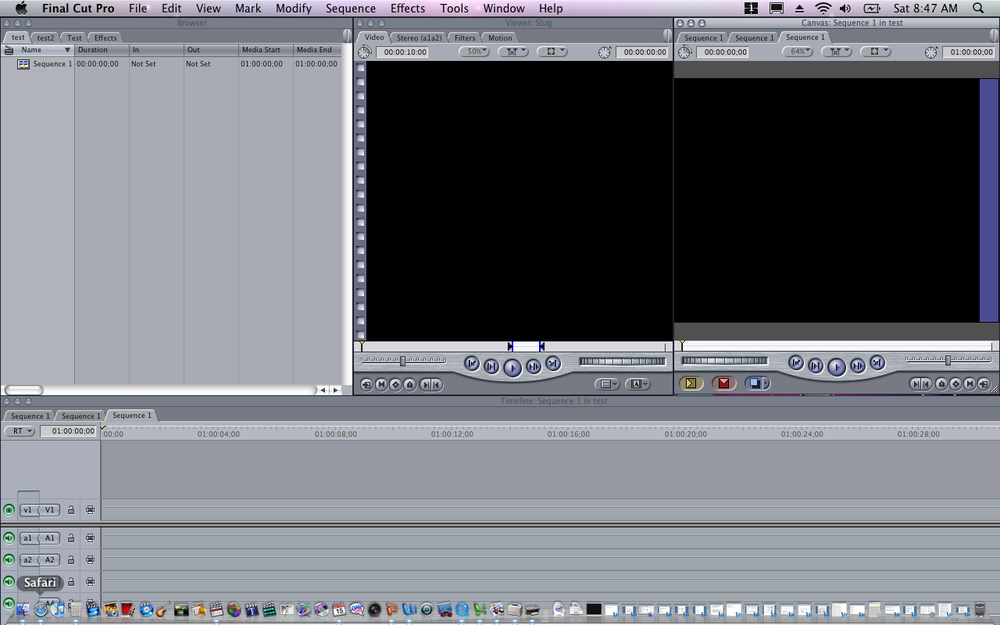 Final Cut Pro File Edit View Mark Modify Sequence Effects Tools Window Help 1 Sat 8:47 AM
Browser
test test2 Test Effects
Name Duration In Out Media Start Media End
Sequence 1 00:00:00;00 Not Set Not Set 01:00:00;00 01:00:00;00
Viewer: Slug
Video Stereo (a1a2) Filters Motion
00:00:10:00 50% 00:00:00:00
Canvas: Sequence 1 in test
Sequence 1 Sequence 1 Sequence 1
00:00:00;00 64% 01:00:00;00
A
Timeline: Sequence 1 in test
Sequence 1 Sequence 1 Sequence 1
RT 01:00:00;00 :00;00 01:00:04;00 01:00:08;00 01:00:12;00 01:00:16;00 01:00:20;00 01:00:24;00 01:00:28;00
v1 V1
a1 A1
a2 A2
Safari
15